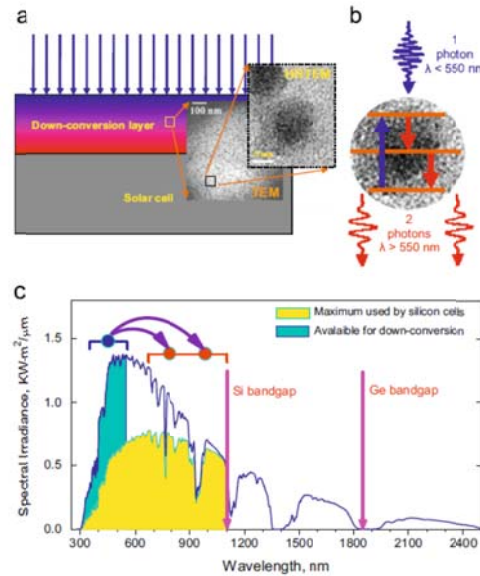 a
100 nm
HRTEM
Down-conversion layer
Solar cell
TEM
b
1
photon
λ < 550 nm
2
photons
λ > 550 nm
c
Maximum used by silicon cells
Avalaible for down-conversion
Si bandgap
Ge bandgap
Spectral Irradiance, KW-m²/μm
1.5
1.0
0.5
0.0
300 600 900 1200 1500 1800 2100 2400
Wavelength, nm